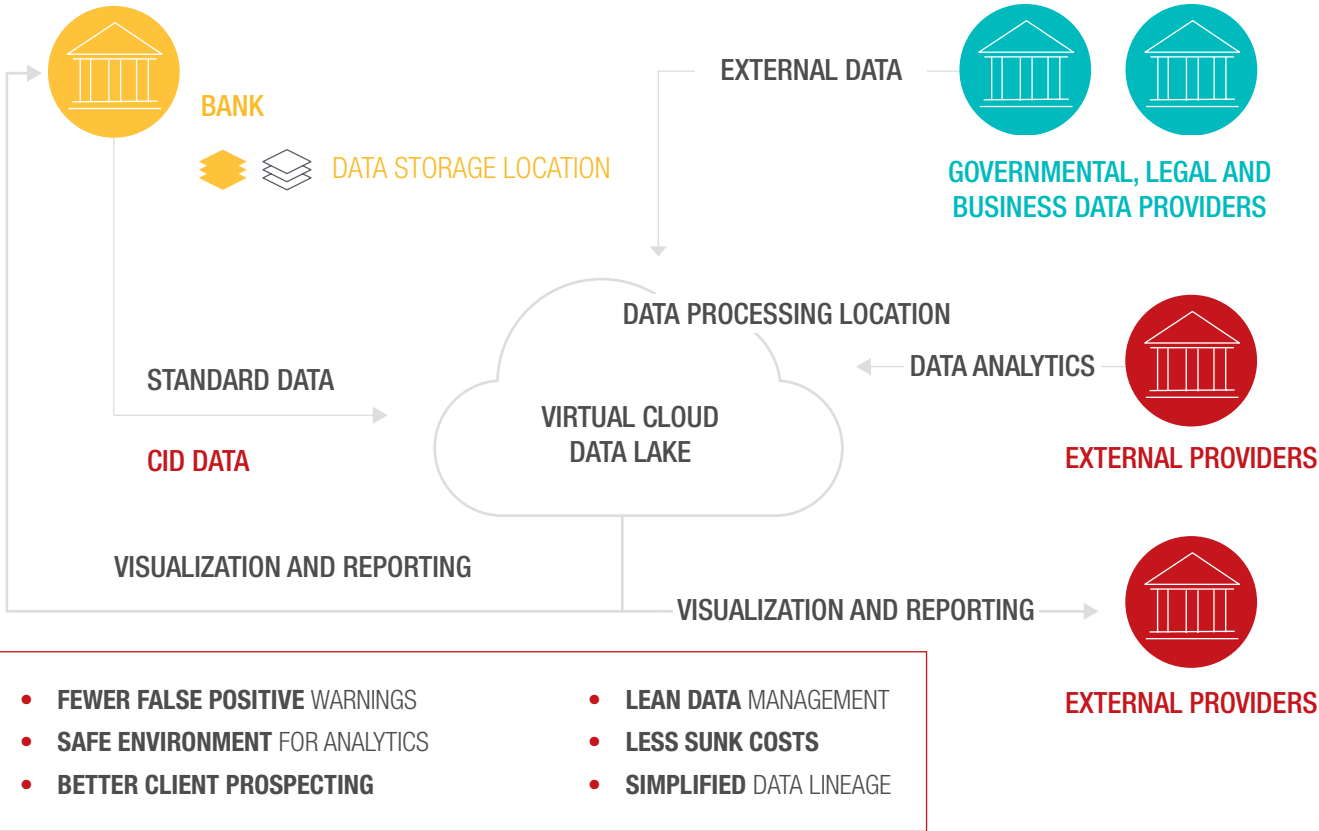 BANK
DATA STORAGE LOCATION
EXTERNAL DATA
GOVERNMENTAL, LEGAL AND
BUSINESS DATA PROVIDERS
DATA PROCESSING LOCATION
STANDARD DATA
CID DATA
VIRTUAL CLOUD
DATA LAKE
DATA ANALYTICS
EXTERNAL PROVIDERS
VISUALIZATION AND REPORTING
VISUALIZATION AND REPORTING
EXTERNAL PROVIDERS
• FEWER FALSE POSITIVE WARNINGS
• SAFE ENVIRONMENT FOR ANALYTICS
• BETTER CLIENT PROSPECTING
• LEAN DATA MANAGEMENT
• LESS SUNK COSTS
• SIMPLIFIED DATA LINEAGE